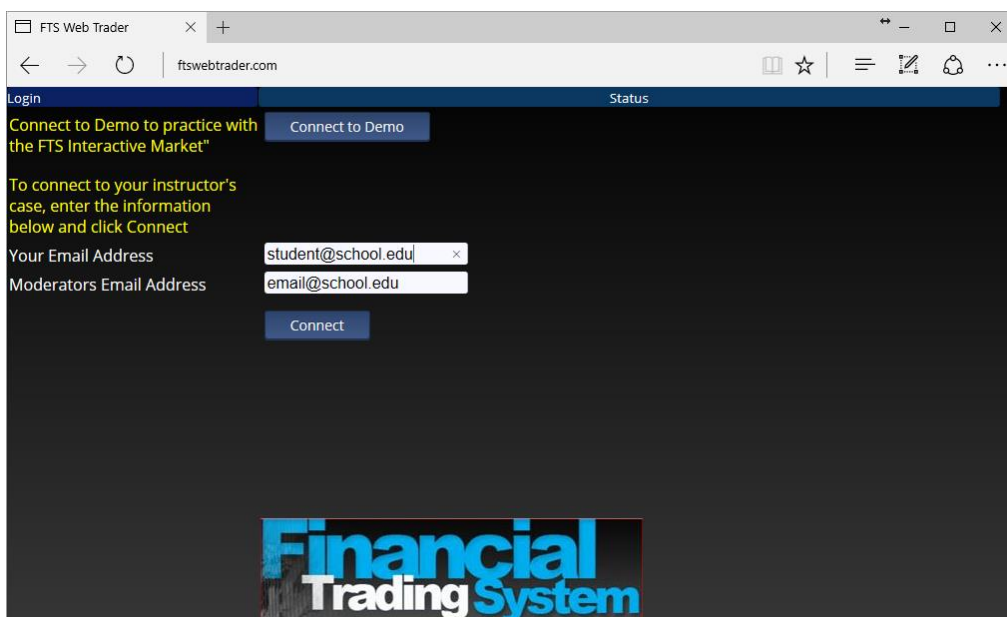 FTS Web Trader
ftswebtrader.com
Login
Status
Connect to Demo to practice with
the FTS Interactive Market"
Connect to Demo
To connect to your instructor's
case, enter the information
below and click Connect
Your Email Address
student@school.edu
Moderators Email Address
email@school.edu
Connect
Financial
Trading System